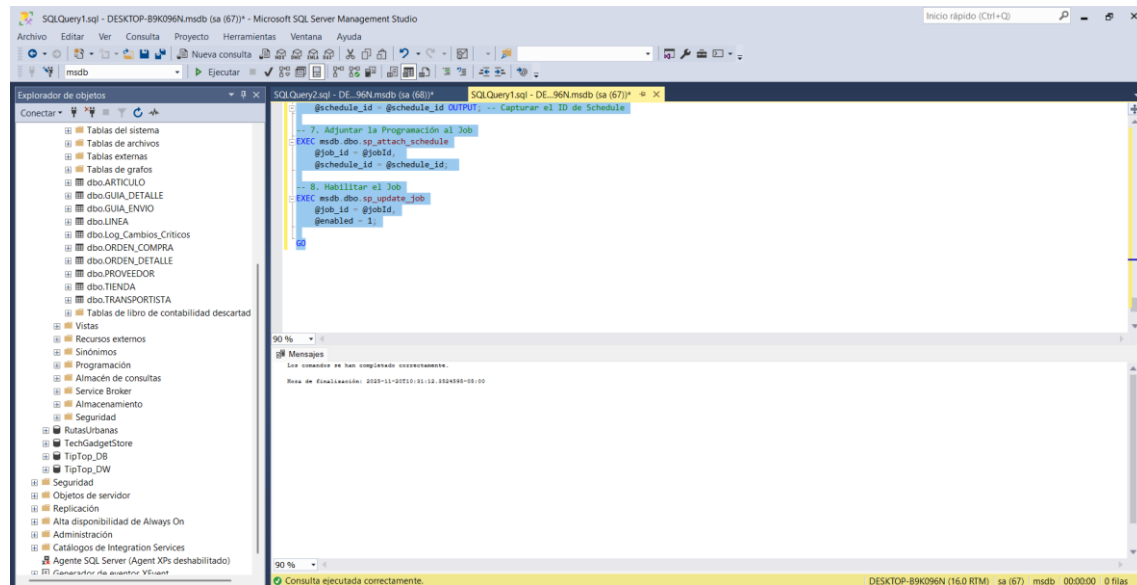 SQLQuery1.sql - DESKTOP-B9K096N.msdb (sa (67))* - Microsoft SQL Server Management Studio
Inicio rápido (Ctrl+Q)
Archivo Editar Ver Consulta Proyecto Herramientas Ventana Ayuda
Nueva consulta
msdb
Ejecutar
Explorador de objetos
Conectar
Tablas del sistema
Tablas de archivos
Tablas externas
Tablas de grafos
dbo.ARTICULO
dbo.GUIA_DETALLE
dbo.GUIA_ENVIO
dbo.LINEA
dbo.Log_Cambios_Criticos
dbo.ORDEN_COMPRA
dbo.ORDEN_DETALLE
dbo.PROVEEDOR
dbo.TIENDA
dbo.TRANSPORTISTA
Tablas de libro de contabilidad descartad
Vistas
Recursos externos
Sinónimos
Programación
Almacén de consultas
Service Broker
Almacenamiento
Seguridad
RutasUrbanas
TechGadgetStore
TipTop_DB
TipTop_DW
Seguridad
Objetos de servidor
Replicación
Alta disponibilidad de Always On
Administración
Catálogos de Integration Services
Agente SQL Server (Agent XPs deshabilitado)
Generador de eventos XEvent
SQLQuery2.sql - DE...96N.msdb (sa (68))*
SQLQuery1.sql - DE...96N.msdb (sa (67))*
@schedule_id = @schedule_id OUTPUT; -- Capturar el ID de Schedule
-- 7. Adjuntar la Programación al Job
EXEC msdb.dbo.sp_attach_schedule
@job_id = @jobId,
@schedule_id = @schedule_id;
-- 8. Habilitar el Job
EXEC msdb.dbo.sp_update_job
@job_id = @jobId,
@enabled = 1;
GO
90 %
Mensajes
Los comandos se han completado correctamente.
Hora de finalización: 2025-11-20T10:31:12.3524595-05:00
90 %
Consulta ejecutada correctamente.
DESKTOP-B9K096N (16.0 RTM) sa (67) msdb 00:00:00 0 filas